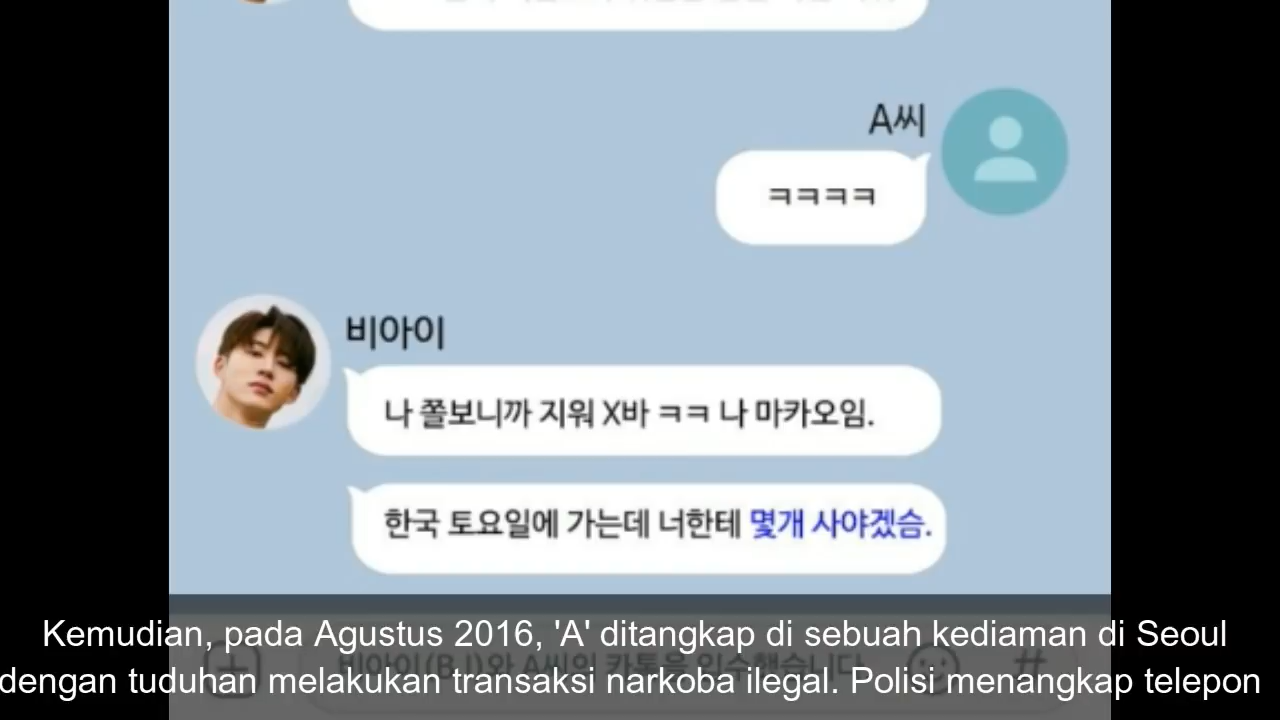 A씨
ㅋㅋㅋㅋ
비아이
나 쫄보니까 지워 X바 ㅋㅋ 나 마카오임.
한국 토요일에 가는데 너한테 몇개 사야겠슴.
Kemudian, pada Agustus 2016, 'A' ditangkap di sebuah kediaman di Seoul
dengan tuduhan melakukan transaksi narkoba ilegal. Polisi menangkap telepon